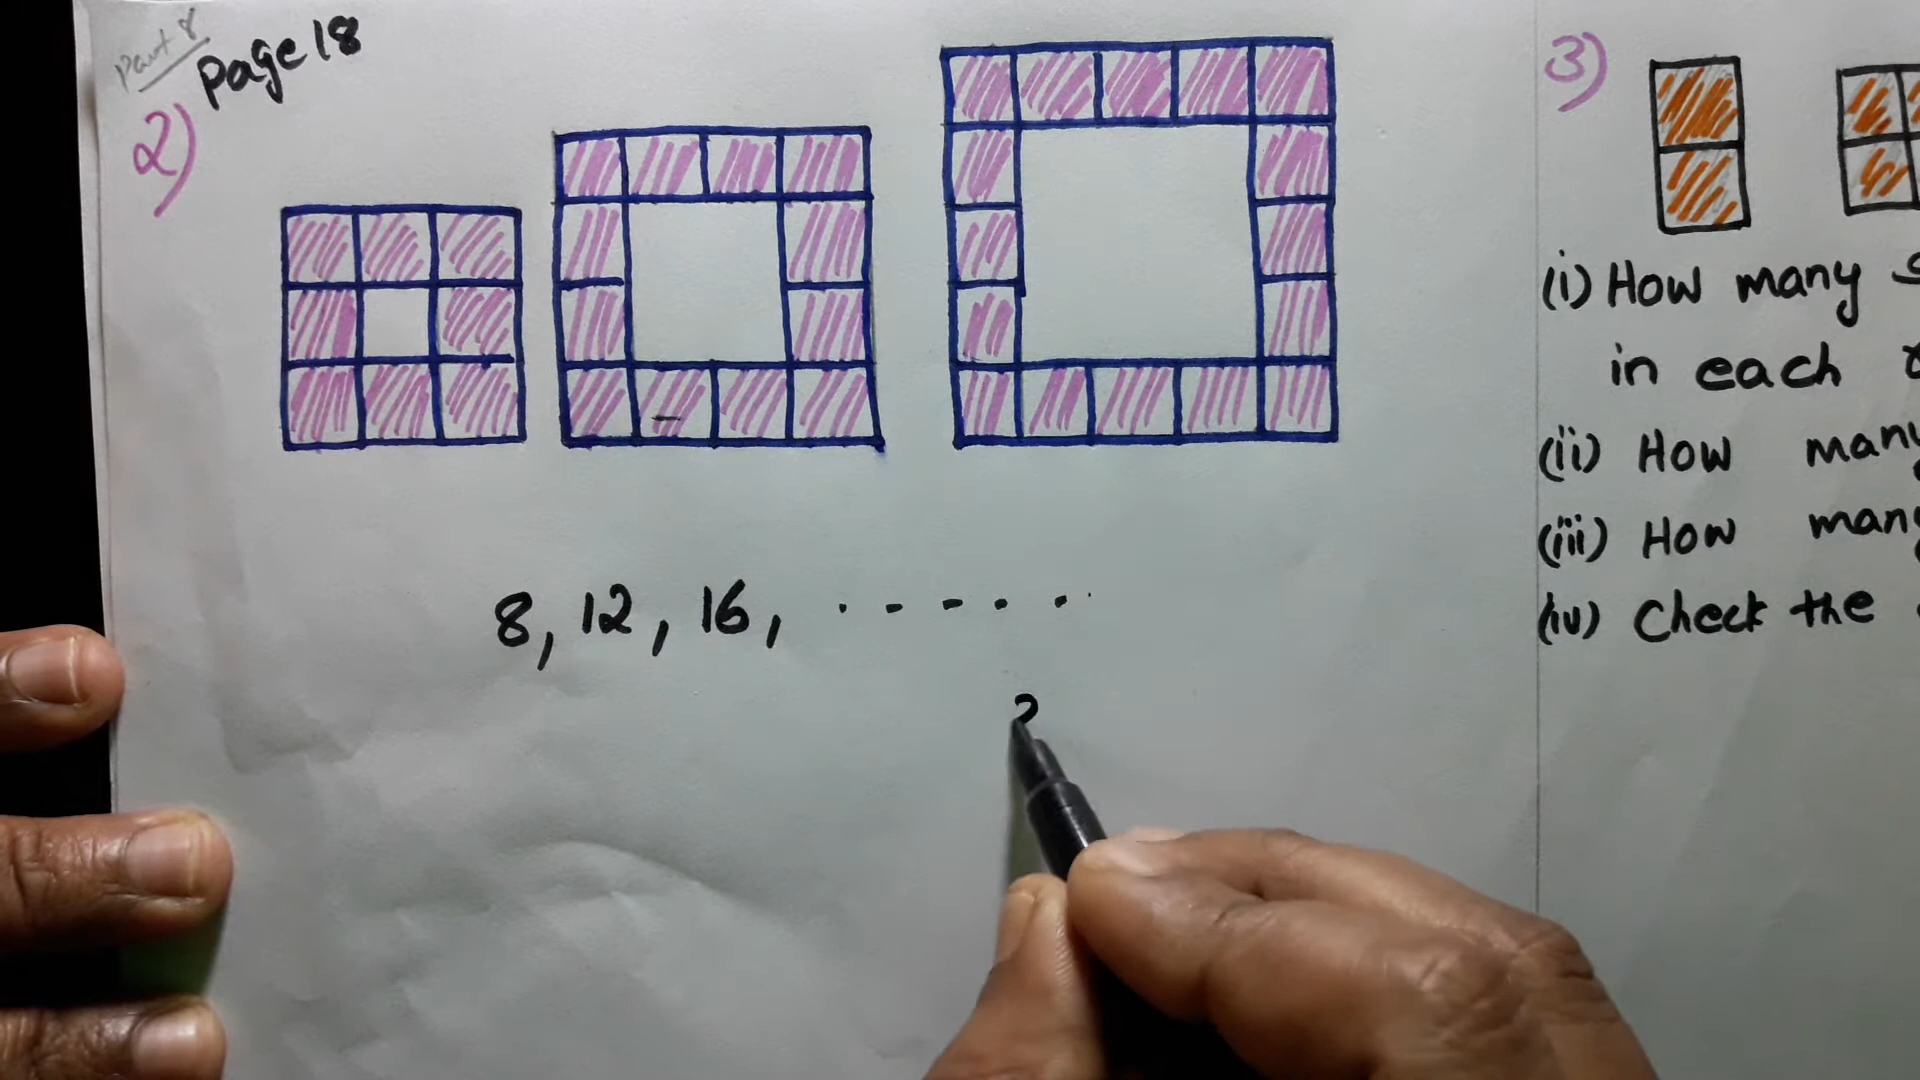 Part 8
Page 18
2)
8, 12, 16, . . . . . .
2
3)
(i) How many
in each
(ii) How many
(iii) How many
(iv) Check the